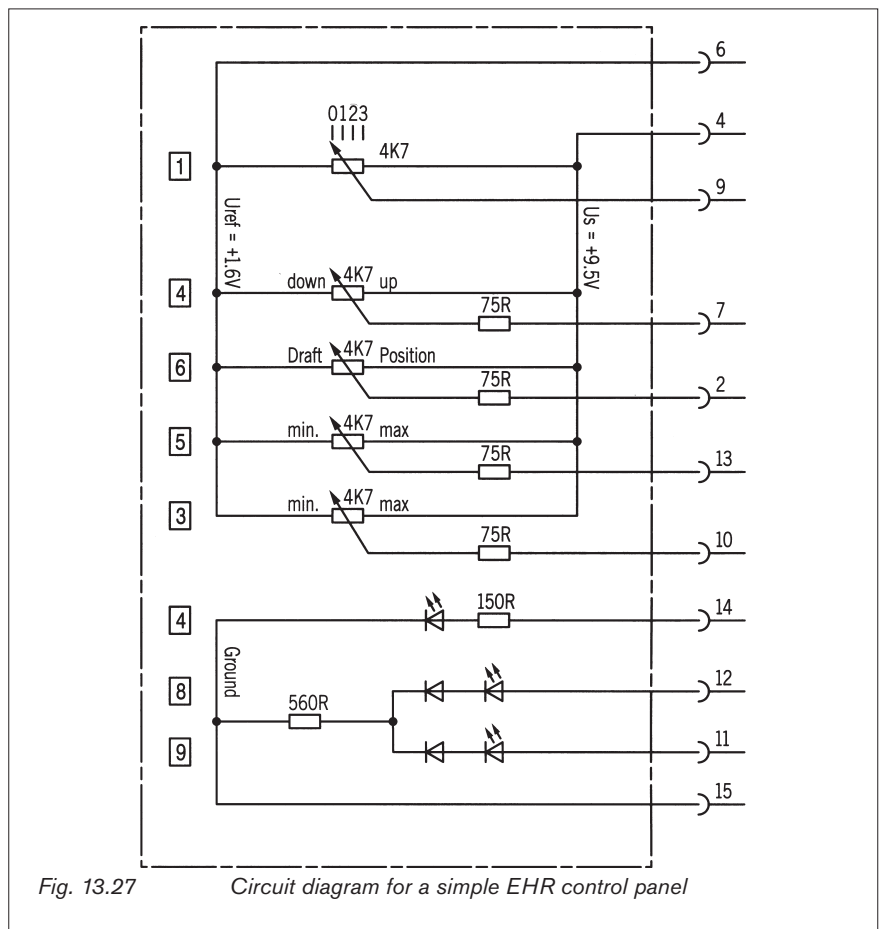 6
0123
4
1
4K7
9
Uref = +1.6V
Us = +9.5V
4
down
4K7
up
75R
7
6
Draft
4K7
Position
75R
2
5
min.
4K7
max
75R
13
3
min.
4K7
max
75R
10
4
150R
14
Ground
8
12
560R
9
11
15
Fig. 13.27 Circuit diagram for a simple EHR control panel